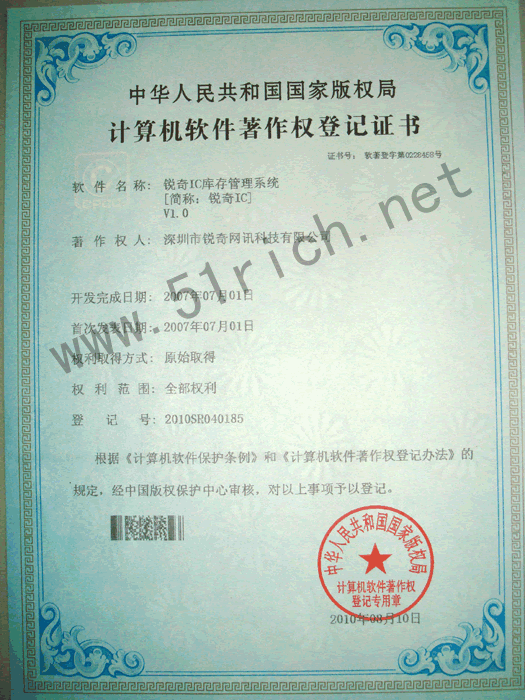 中华人民共和国国家版权局
计算机软件著作权登记证书
证书号: 软著登字第0228458号
软件名称: 锐奇IC库存管理系统
[简称: 锐奇IC]
V1.0
著作权人: 深圳市锐奇网讯科技有限公司
开发完成日期: 2007年07月01日
首次发表日期: 2007年07月01日
权利取得方式: 原始取得
权利范围: 全部权利
登记号: 2010SR040185
根据《计算机软件保护条例》和《计算机软件著作权登记办法》的
规定,经中国版权保护中心审核,对以上事项予以登记。
中华人民共和国国家版权局
计算机软件著作权
登记专用章
2010年08月10日
www.51rich.net